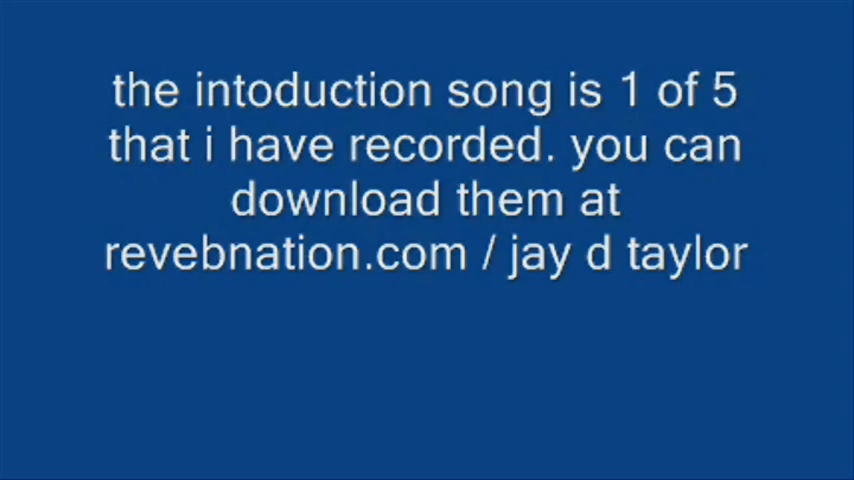 the intoduction song is 1 of 5
that i have recorded. you can
download them at
revebnation.com / jay d taylor